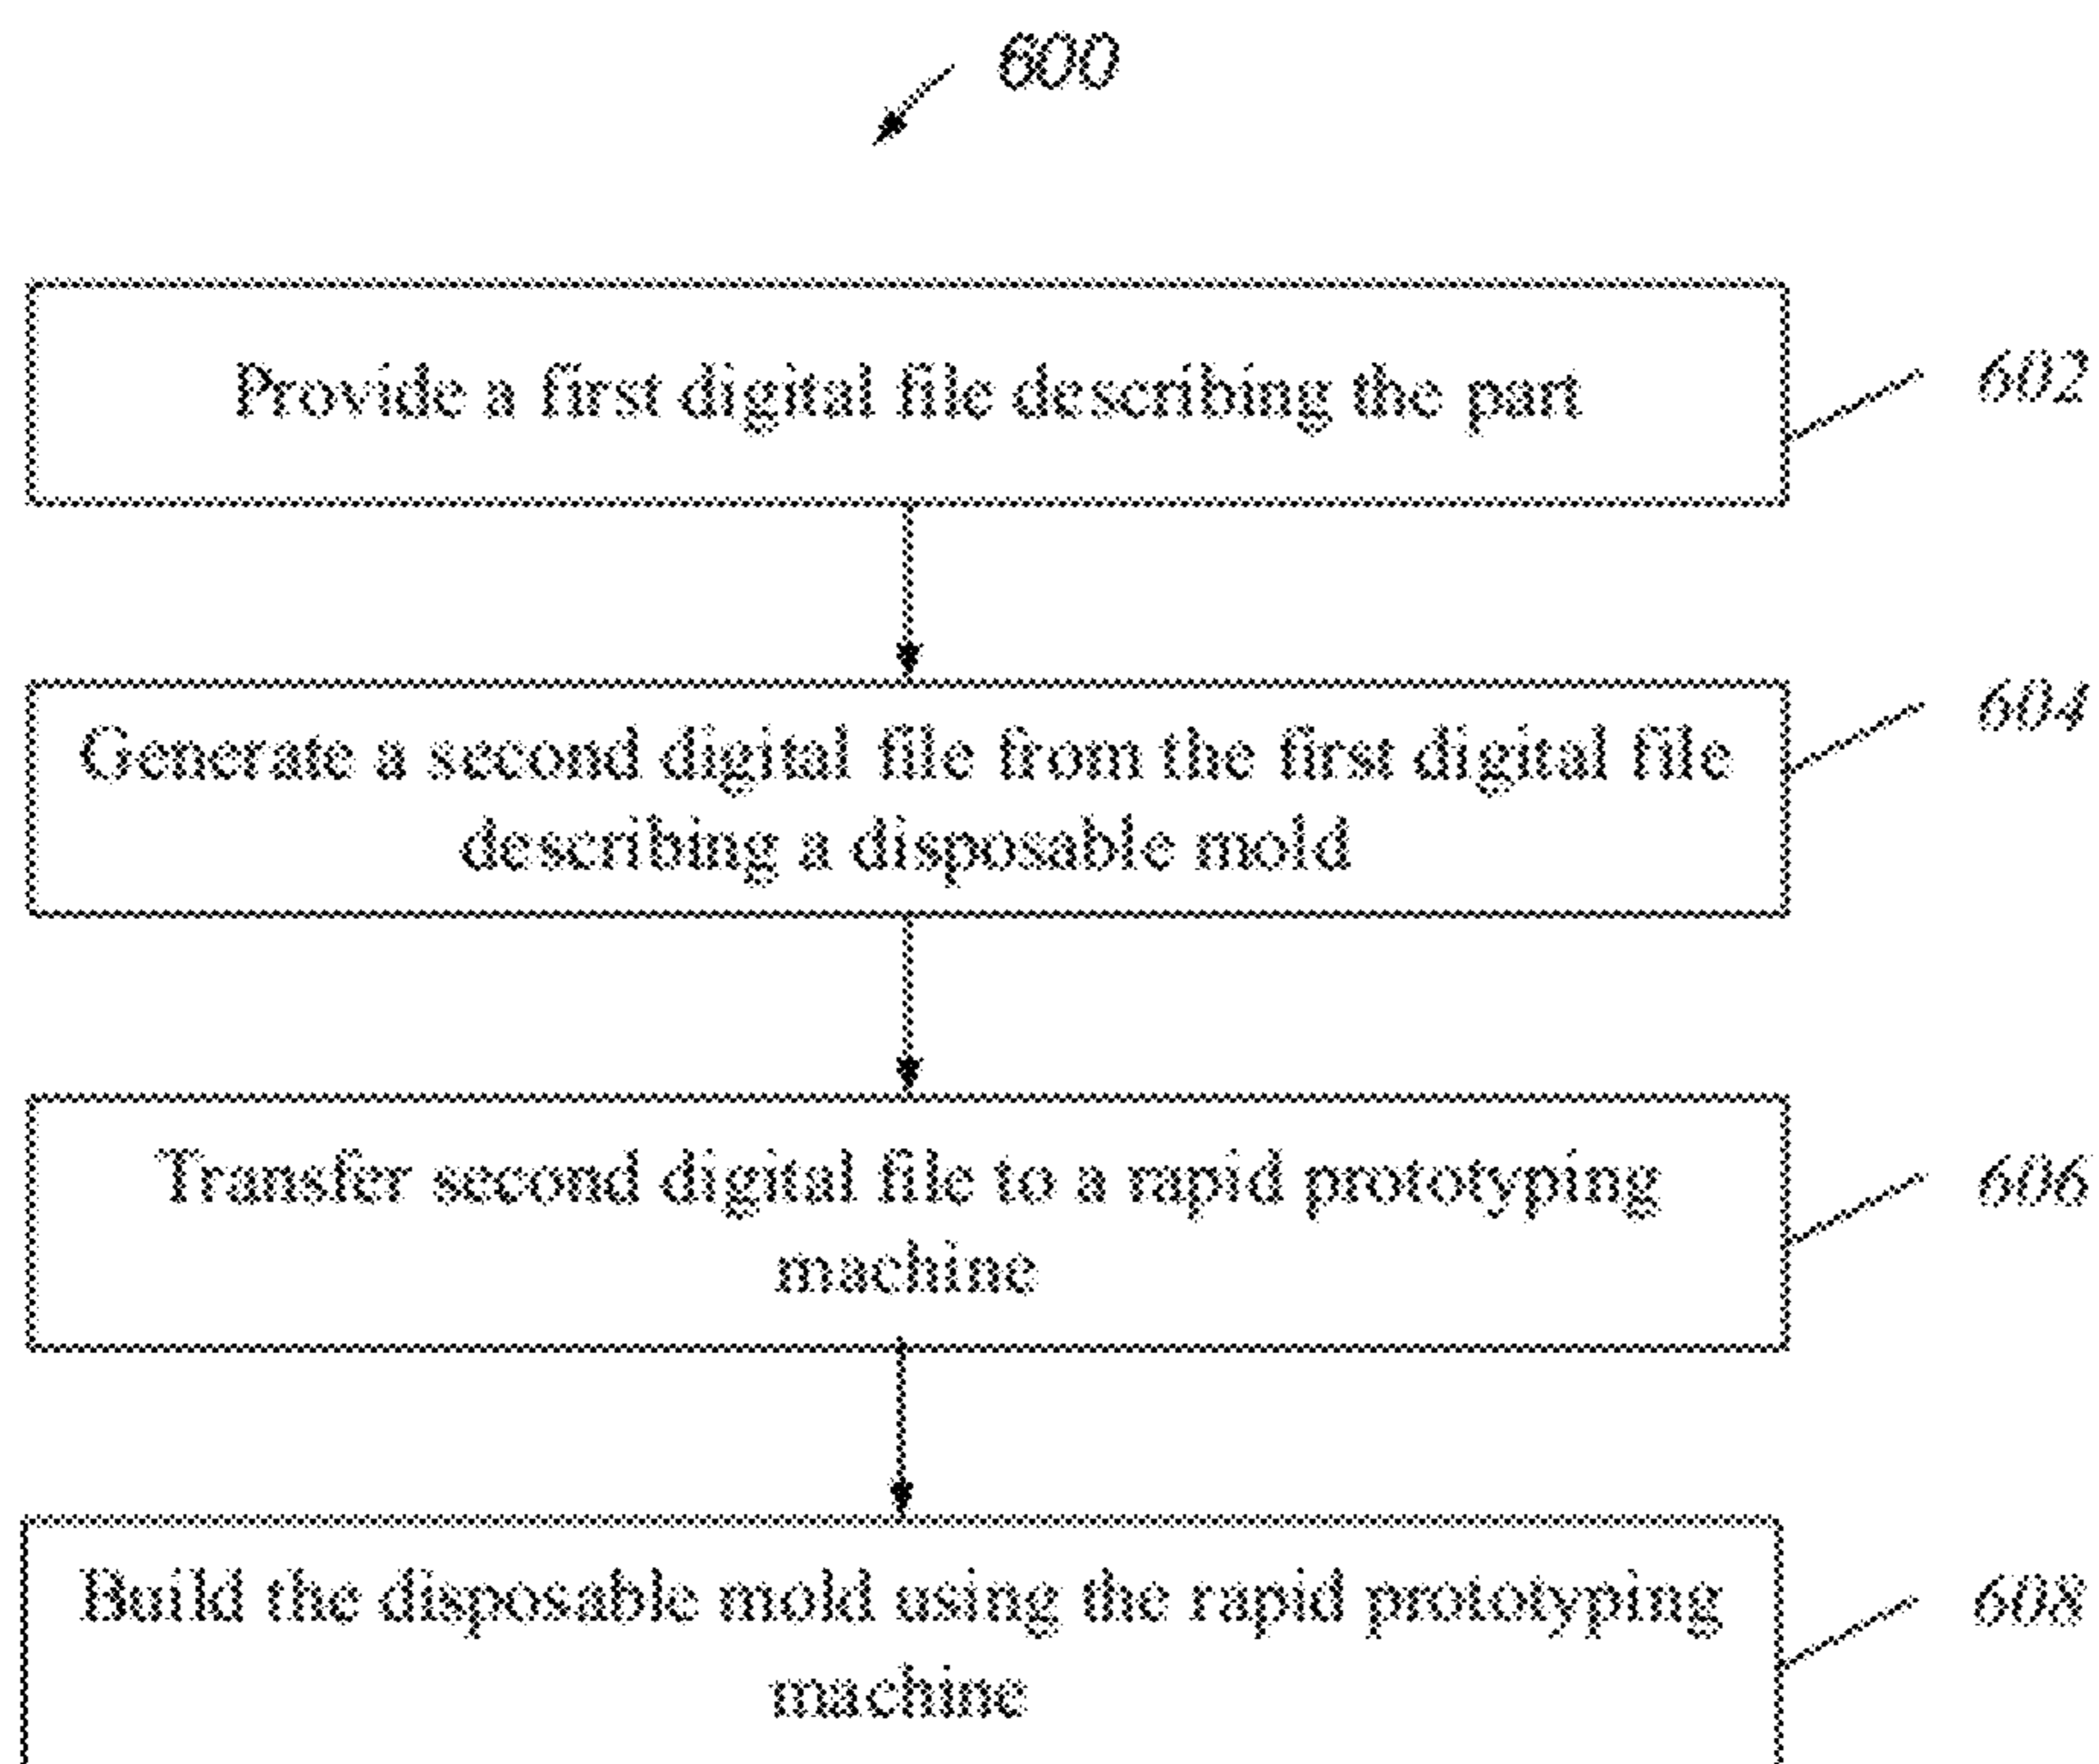 600
Provide a first digital file describing the part
602
Generate a second digital file from the first digital file
describing a disposable mold
604
Transfer second digital file to a rapid prototyping
machine
606
Build the disposable mold using the rapid prototyping
machine
608